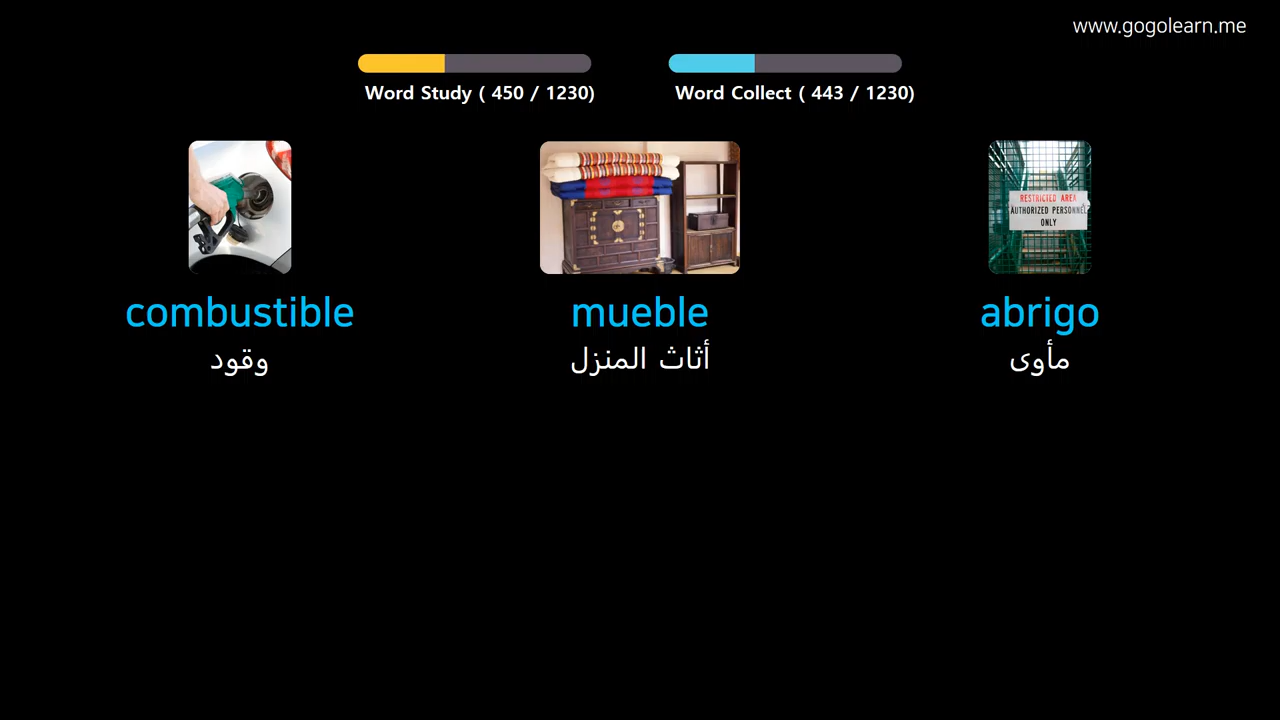 www.gogolearn.me
Word Study ( 450 / 1230)
Word Collect ( 443 / 1230)
RESTRICTED AREA
AUTHORIZED PERSONNEL
ONLY
combustible
mueble
abrigo
وقود
أثاث المنزل
مأوى